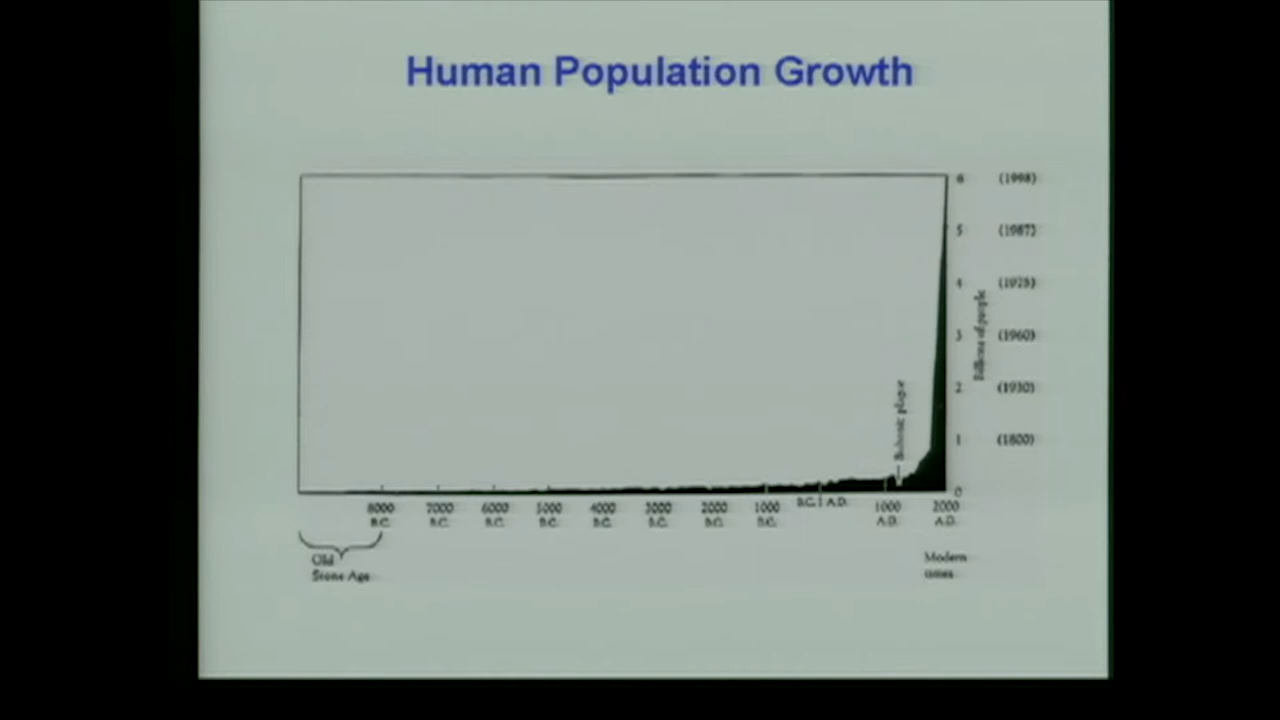 Human Population Growth
6 (1998)
5 (1987)
4 (1975)
3 (1960)
2 (1930)
1 (1800)
0
Billions of people
Bubonic plague
8000 B.C.
7000 B.C.
6000 B.C.
5000 B.C.
4000 B.C.
3000 B.C.
2000 B.C.
1000 B.C.
B.C. A.D.
1000 A.D.
2000 A.D.
Old
Stone Age
Modern
times